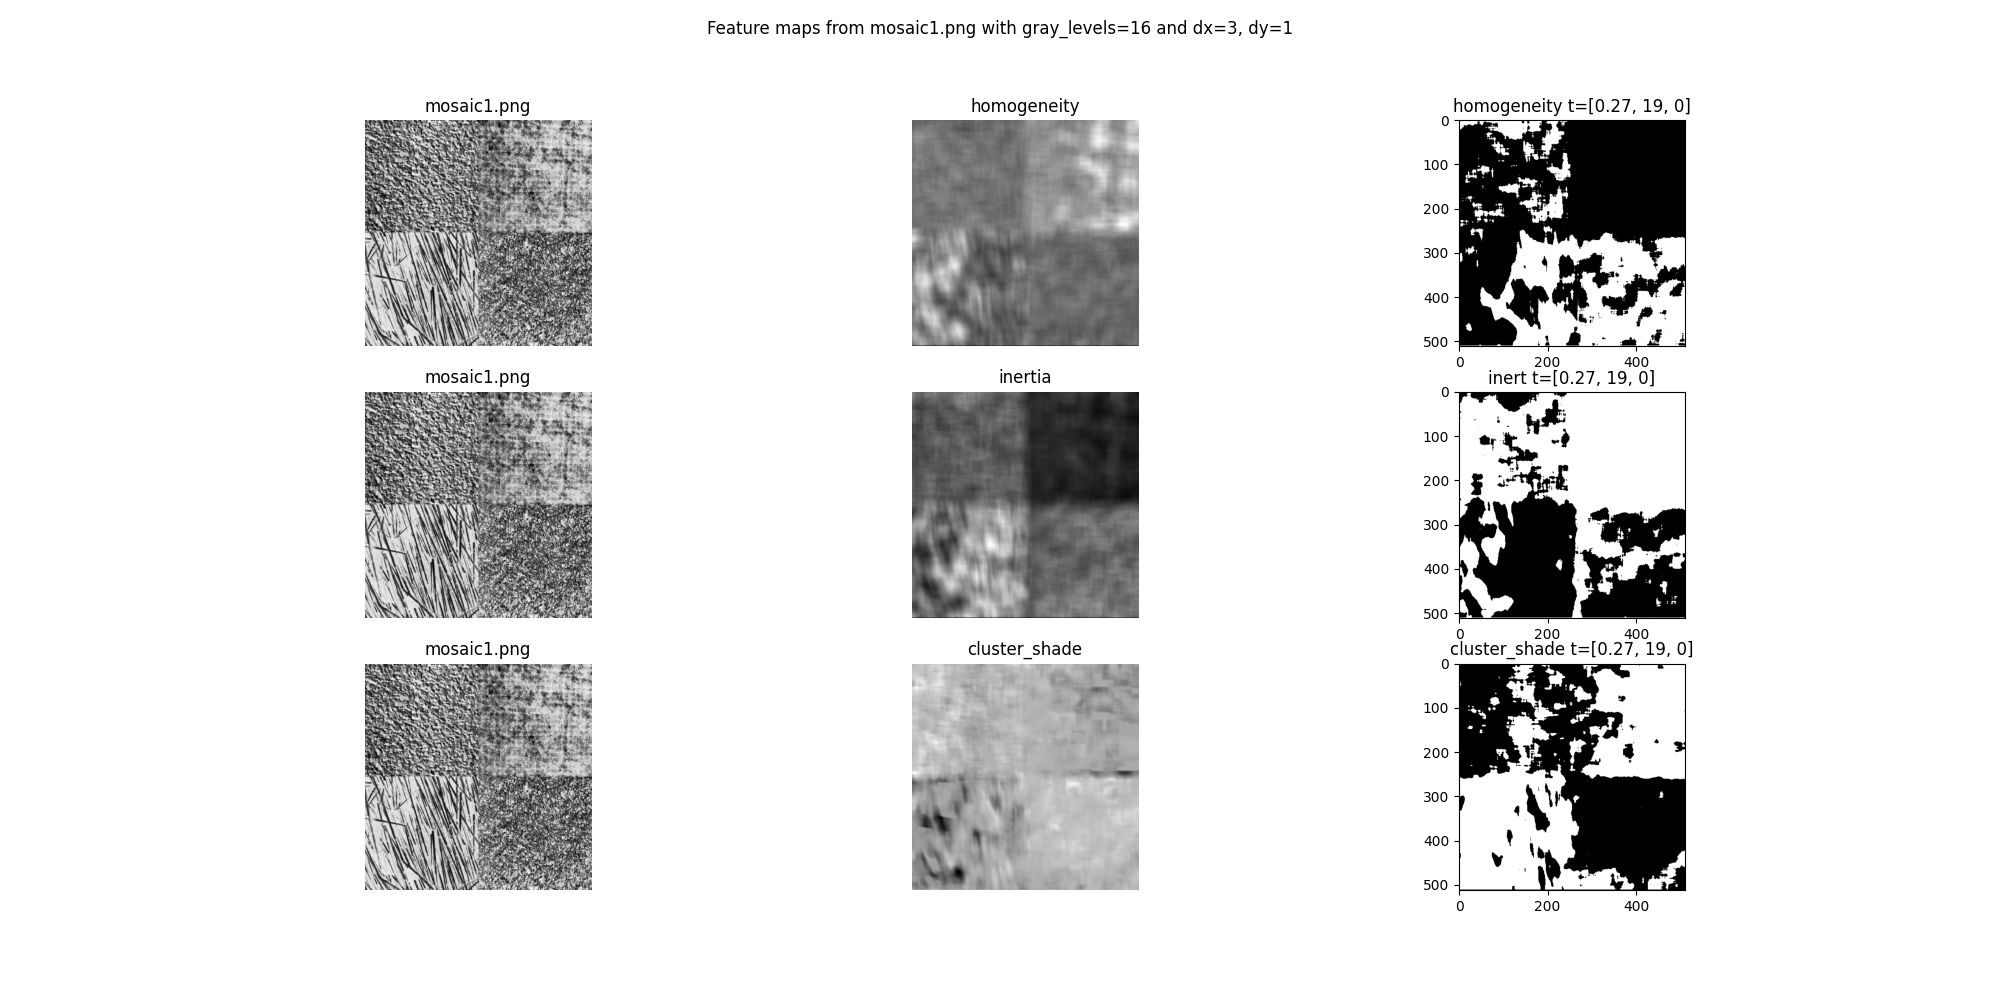 Feature maps from mosaic1.png with gray_levels=16 and dx=3, dy=1
mosaic1.png
homogeneity
homogeneity t=[0.27, 19, 0]
0
100
200
300
400
500
0
200
400
mosaic1.png
inertia
inert t=[0.27, 19, 0]
0
100
200
300
400
500
0
200
400
mosaic1.png
cluster_shade
cluster_shade t=[0.27, 19, 0]
0
100
200
300
400
500
0
200
400